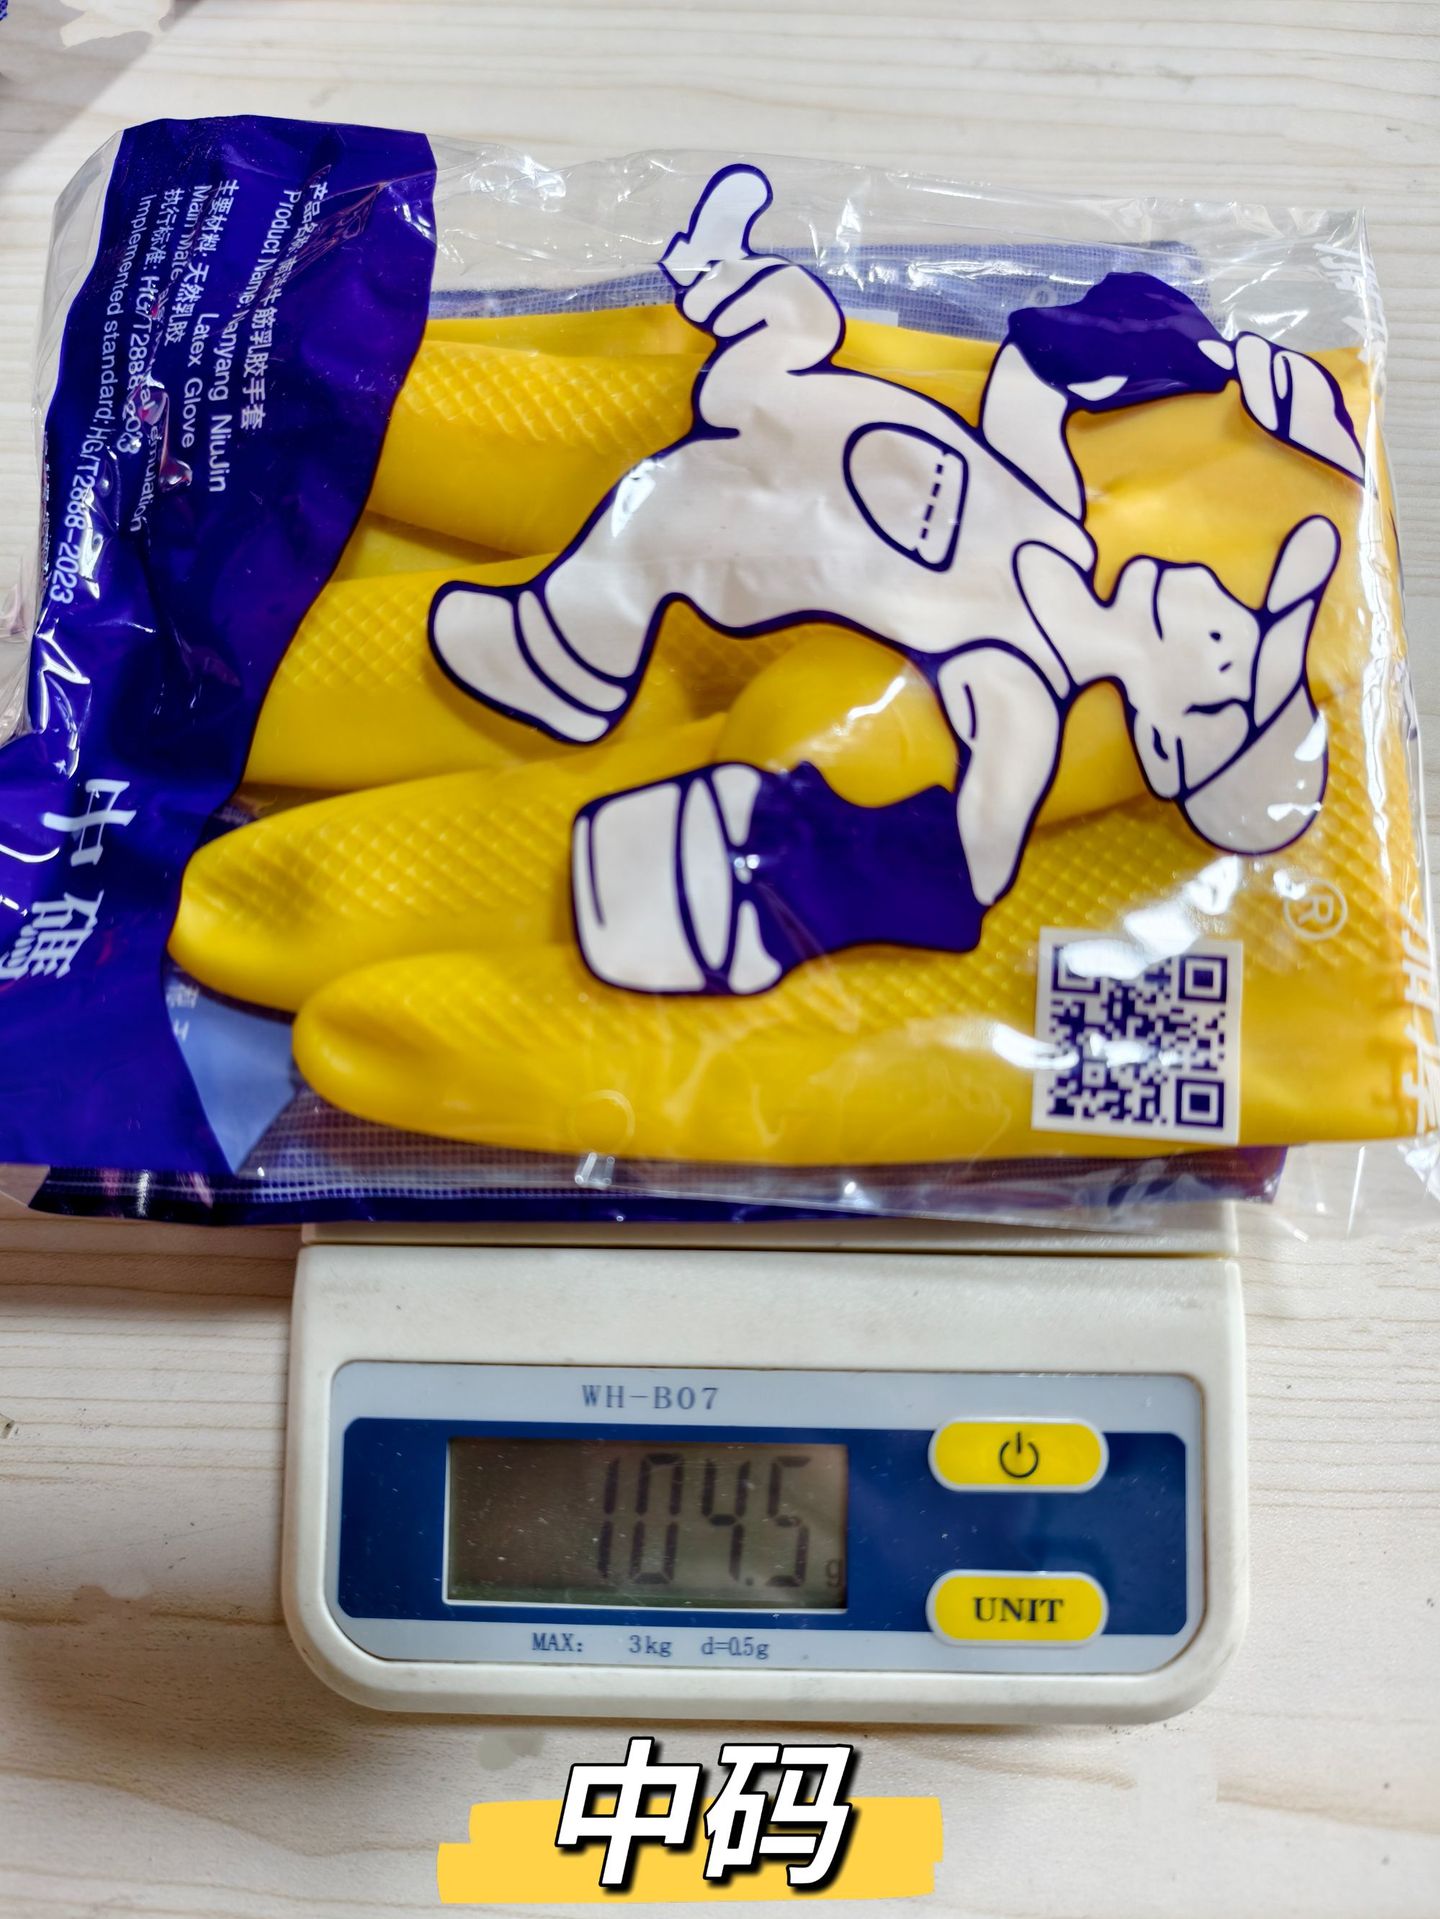 产品名称: 南洋牛筋乳胶手套
Product Name Nanyang NiuJin
Latex Glove
主要材料: 天然乳胶
执行标准: HG/T2888-2023
Implemented standard:HG/T2888-2023
中
®
WH-B07
104.5 g
UNIT
MAX: 3kg d=0.5g
中码